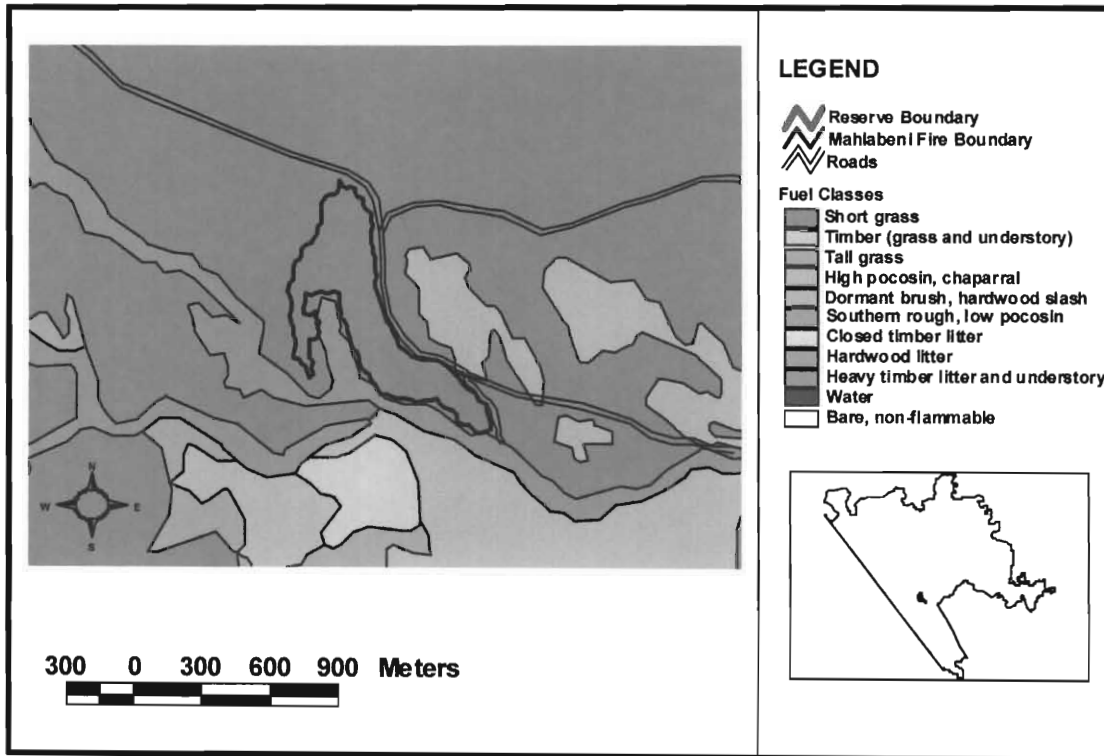 LEGEND
Reserve Boundary
Mahlabeni Fire Boundary
Roads
Fuel Classes
Short grass
Timber (grass and understory)
Tall grass
High pocosin, chaparral
Dormant brush, hardwood slash
Southern rough, low pocosin
Closed timber litter
Hardwood litter
Heavy timber litter and understory
Water
Bare, non-flammable
N
W E
S
300 0 300 600 900 Meters